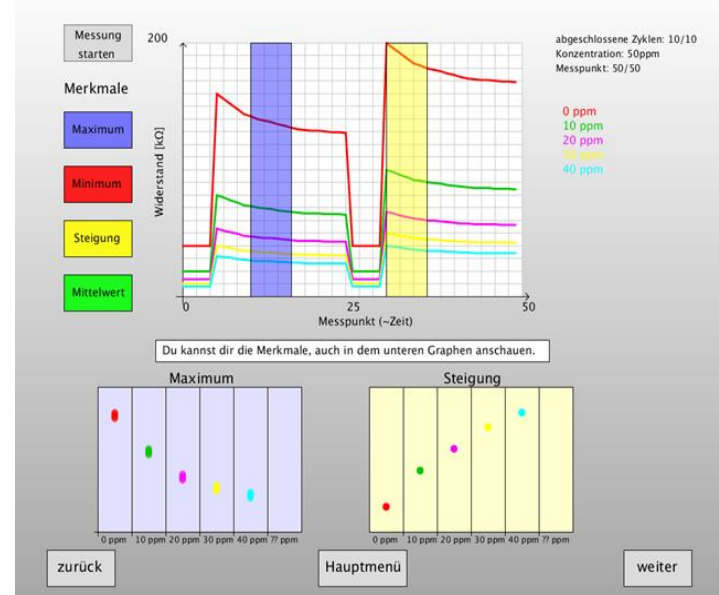 Messung
starten
Merkmale
Maximum
Minimum
Steigung
Mittelwert
200
Widerstand [kΩ]
0
25
50
Messpunkt (~Zeit)
abgeschlossene Zyklen: 10/10
Konzentration: 50ppm
Messpunkt: 50/50
0 ppm
10 ppm
20 ppm
30 ppm
40 ppm
Du kannst dir die Merkmale, auch in dem unteren Graphen anschauen.
Maximum
0 ppm 10 ppm 20 ppm 30 ppm 40 ppm ?? ppm
Steigung
0 ppm 10 ppm 20 ppm 30 ppm 40 ppm ?? ppm
zurück
Hauptmenü
weiter